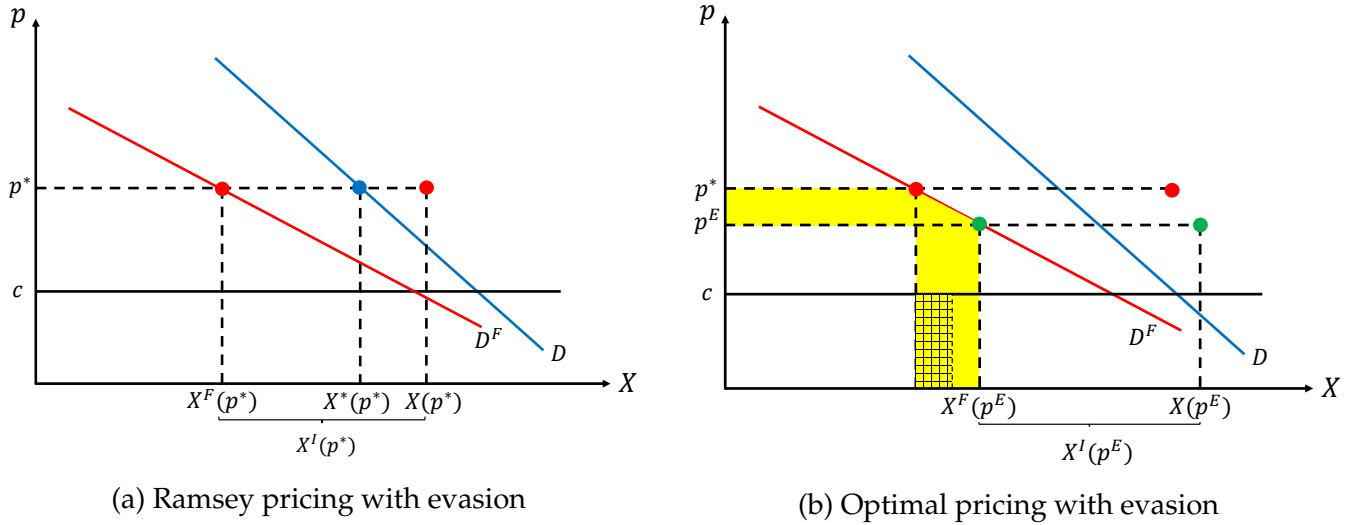 p
p*
c
D^F
D
X
X^F(p*)
X*(p*)
X(p*)
X^I(p*)
(a) Ramsey pricing with evasion
p
p*
p^E
c
D^F
D
X
X^F(p^E)
X(p^E)
X^I(p^E)
(b) Optimal pricing with evasion